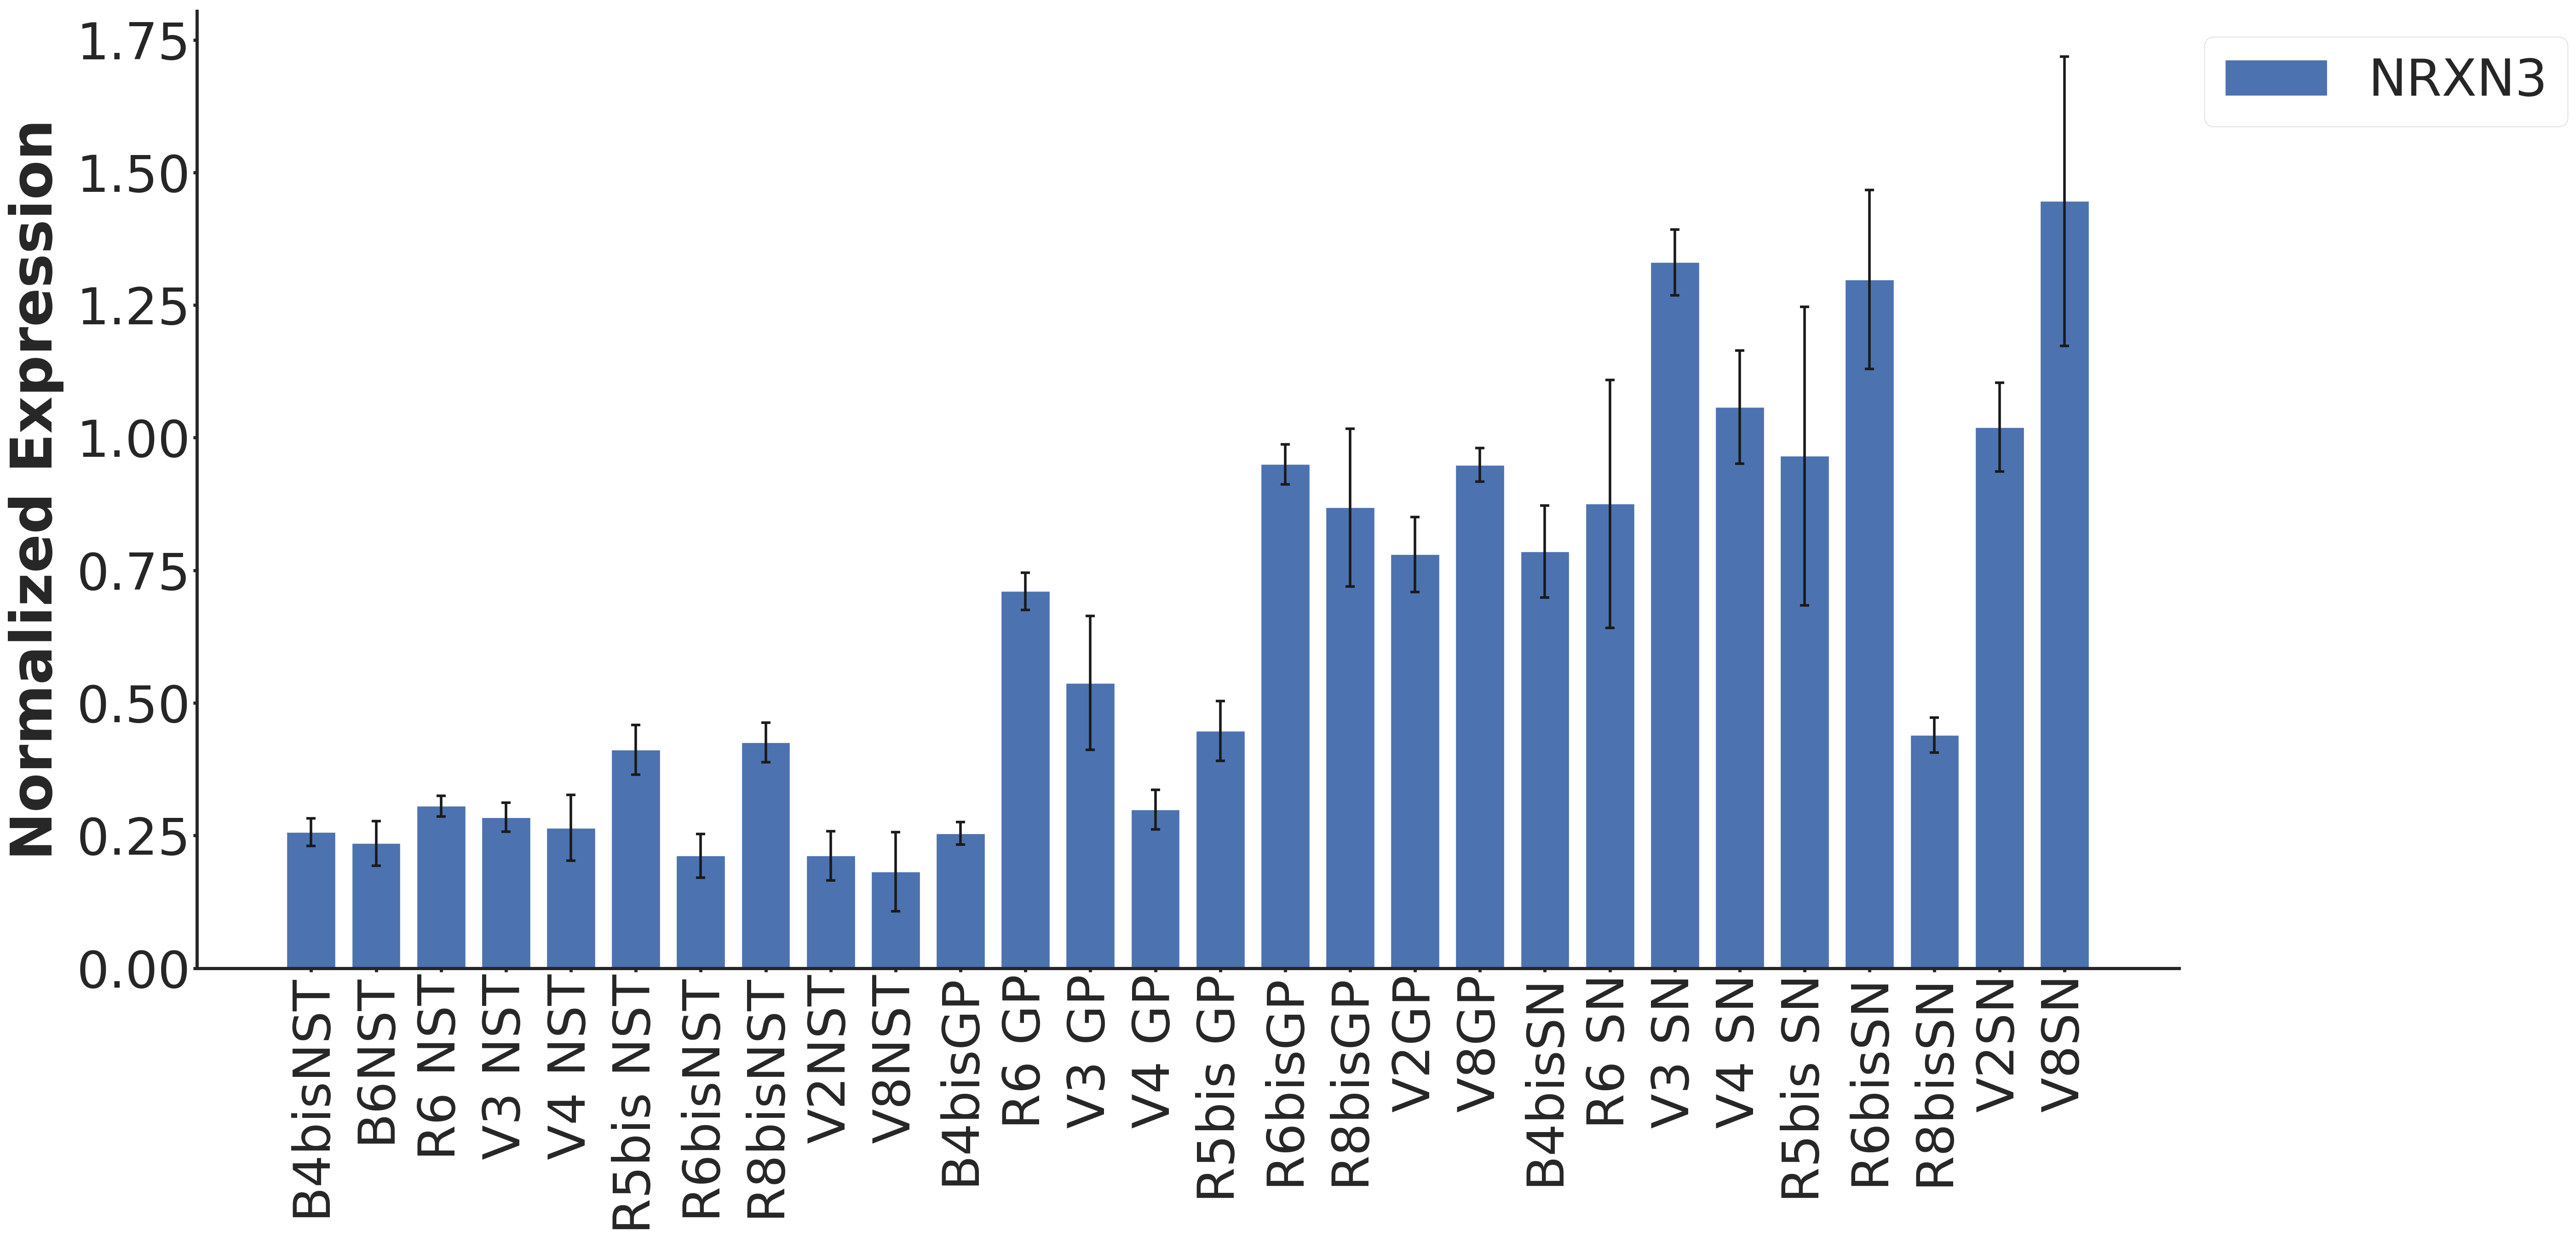 Normalized Expression
1.75
1.50
1.25
1.00
0.75
0.50
0.25
0.00
B4bisNST
B6NST
R6 NST
V3 NST
V4 NST
R5bis NST
R6bisNST
R8bisNST
V2NST
V8NST
B4bisGP
R6 GP
V3 GP
V4 GP
R5bis GP
R6bisGP
R8bisGP
V2GP
V8GP
B4bisSN
R6 SN
V3 SN
V4 SN
R5bis SN
R6bisSN
R8bisSN
V2SN
V8SN
NRXN3